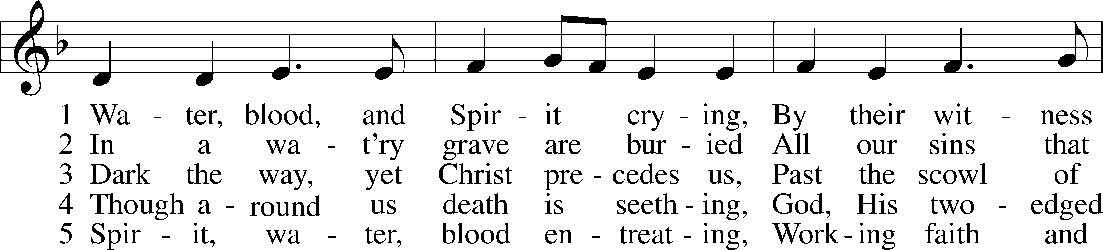 1 Wa - ter, blood, and Spir - it cry - ing, By their wit - ness
2 In a wa - t'ry grave are bur - ied All our sins that
3 Dark the way, yet Christ pre - cedes us, Past the scowl of
4 Though a - round us death is seeth - ing, God, His two - edged
5 Spir - it, wa - ter, blood en - treat - ing, Work - ing faith and